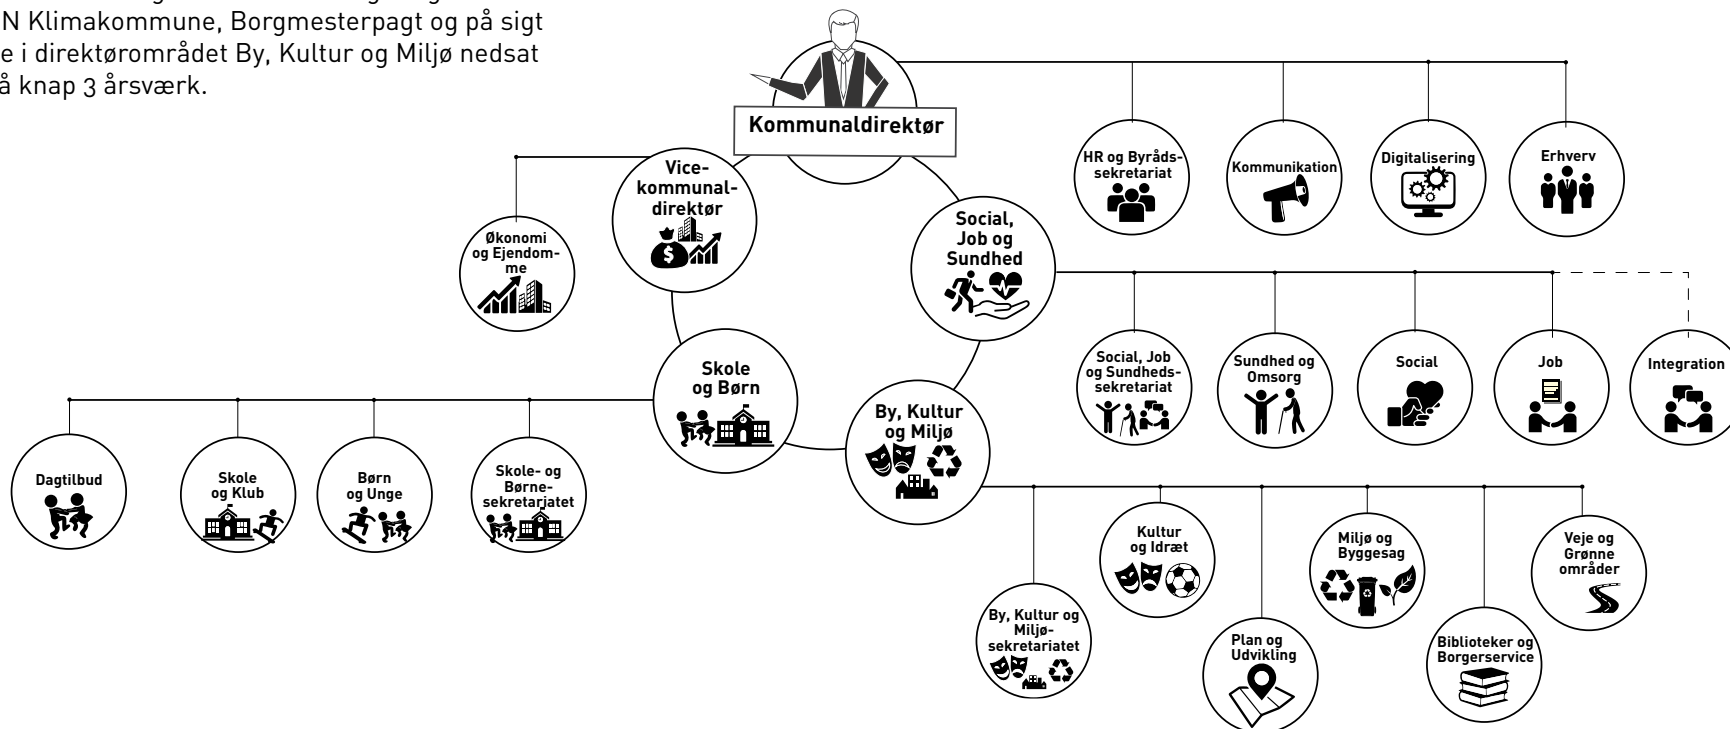 N Klimakommune, Borgmesterpagt og på sigt
e i direktørområdet By, Kultur og Miljø nedsat
å knap 3 årsværk.
Kommunaldirektør
HR og Byråds-
sekretariat
Kommunikation
Digitalisering
Erhverv
Vice-
kommunal-
direktør
Økonomi
og Ejendom-
me
Social,
Job og
Sundhed
Social, Job
og Sundheds-
sekretariat
Sundhed og
Omsorg
Social
Job
Integration
Skole
og Børn
Dagtilbud
Skole
og Klub
Børn
og Unge
Skole- og
Børne-
sekretariatet
By, Kultur
og Miljø
By, Kultur og
Miljø-
sekretariatet
Kultur
og Idræt
Plan og
Udvikling
Miljø og
Byggesag
Biblioteker og
Borgerservice
Veje og
Grønne
områder